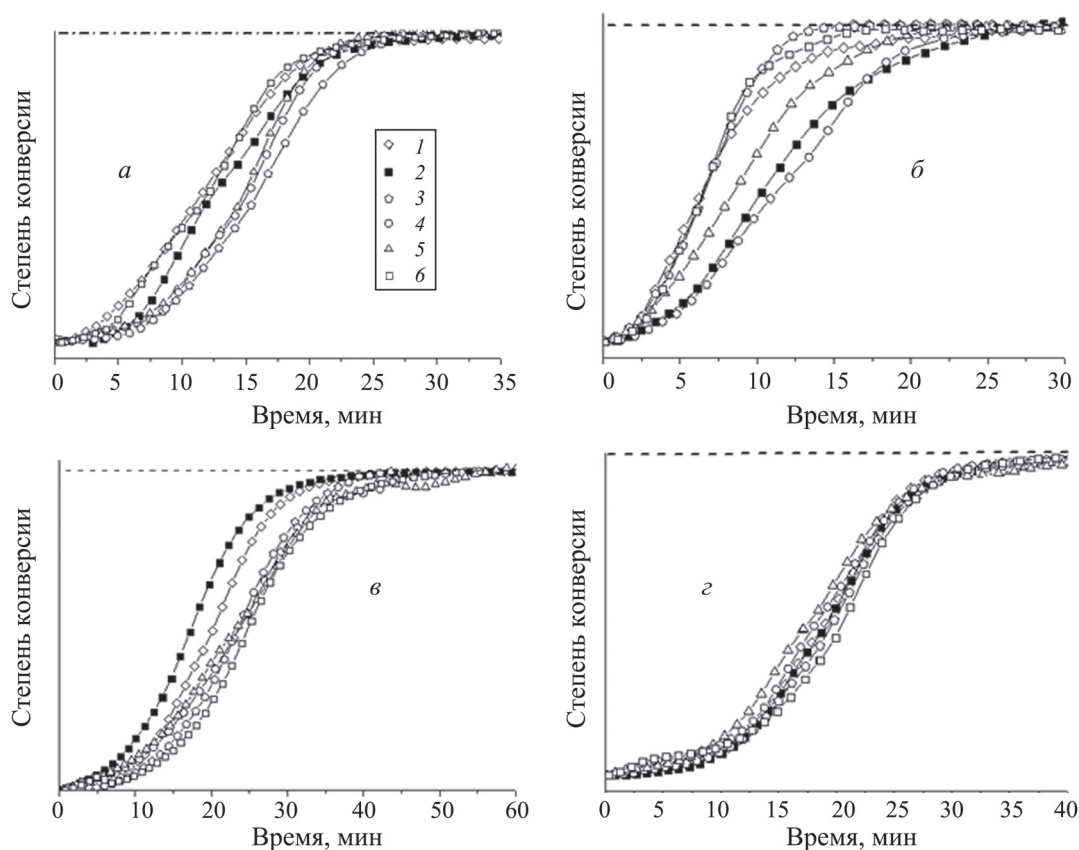 Степень конверсии
а
1
2
3
4
5
6
0 5 10 15 20 25 30 35
Время, мин
Степень конверсии
б
0 5 10 15 20 25 30
Время, мин
Степень конверсии
в
0 10 20 30 40 50 60
Время, мин
Степень конверсии
г
0 5 10 15 20 25 30 35 40
Время, мин